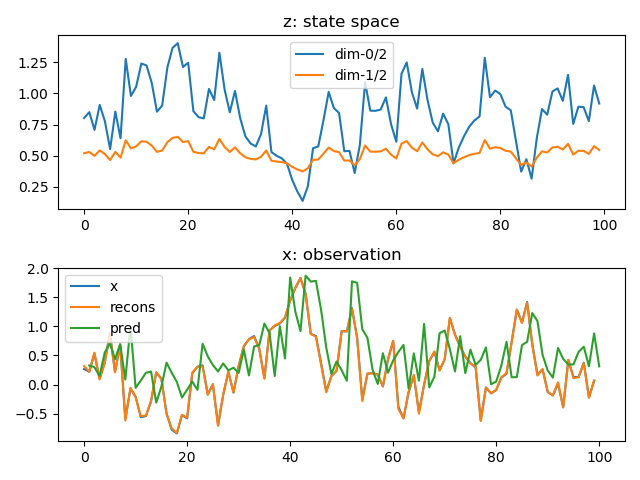 z: state space
dim-0/2
dim-1/2
1.25
1.00
0.75
0.50
0.25
0 20 40 60 80 100
x: observation
x
recons
pred
2.0
1.5
1.0
0.5
0.0
−0.5
0 20 40 60 80 100